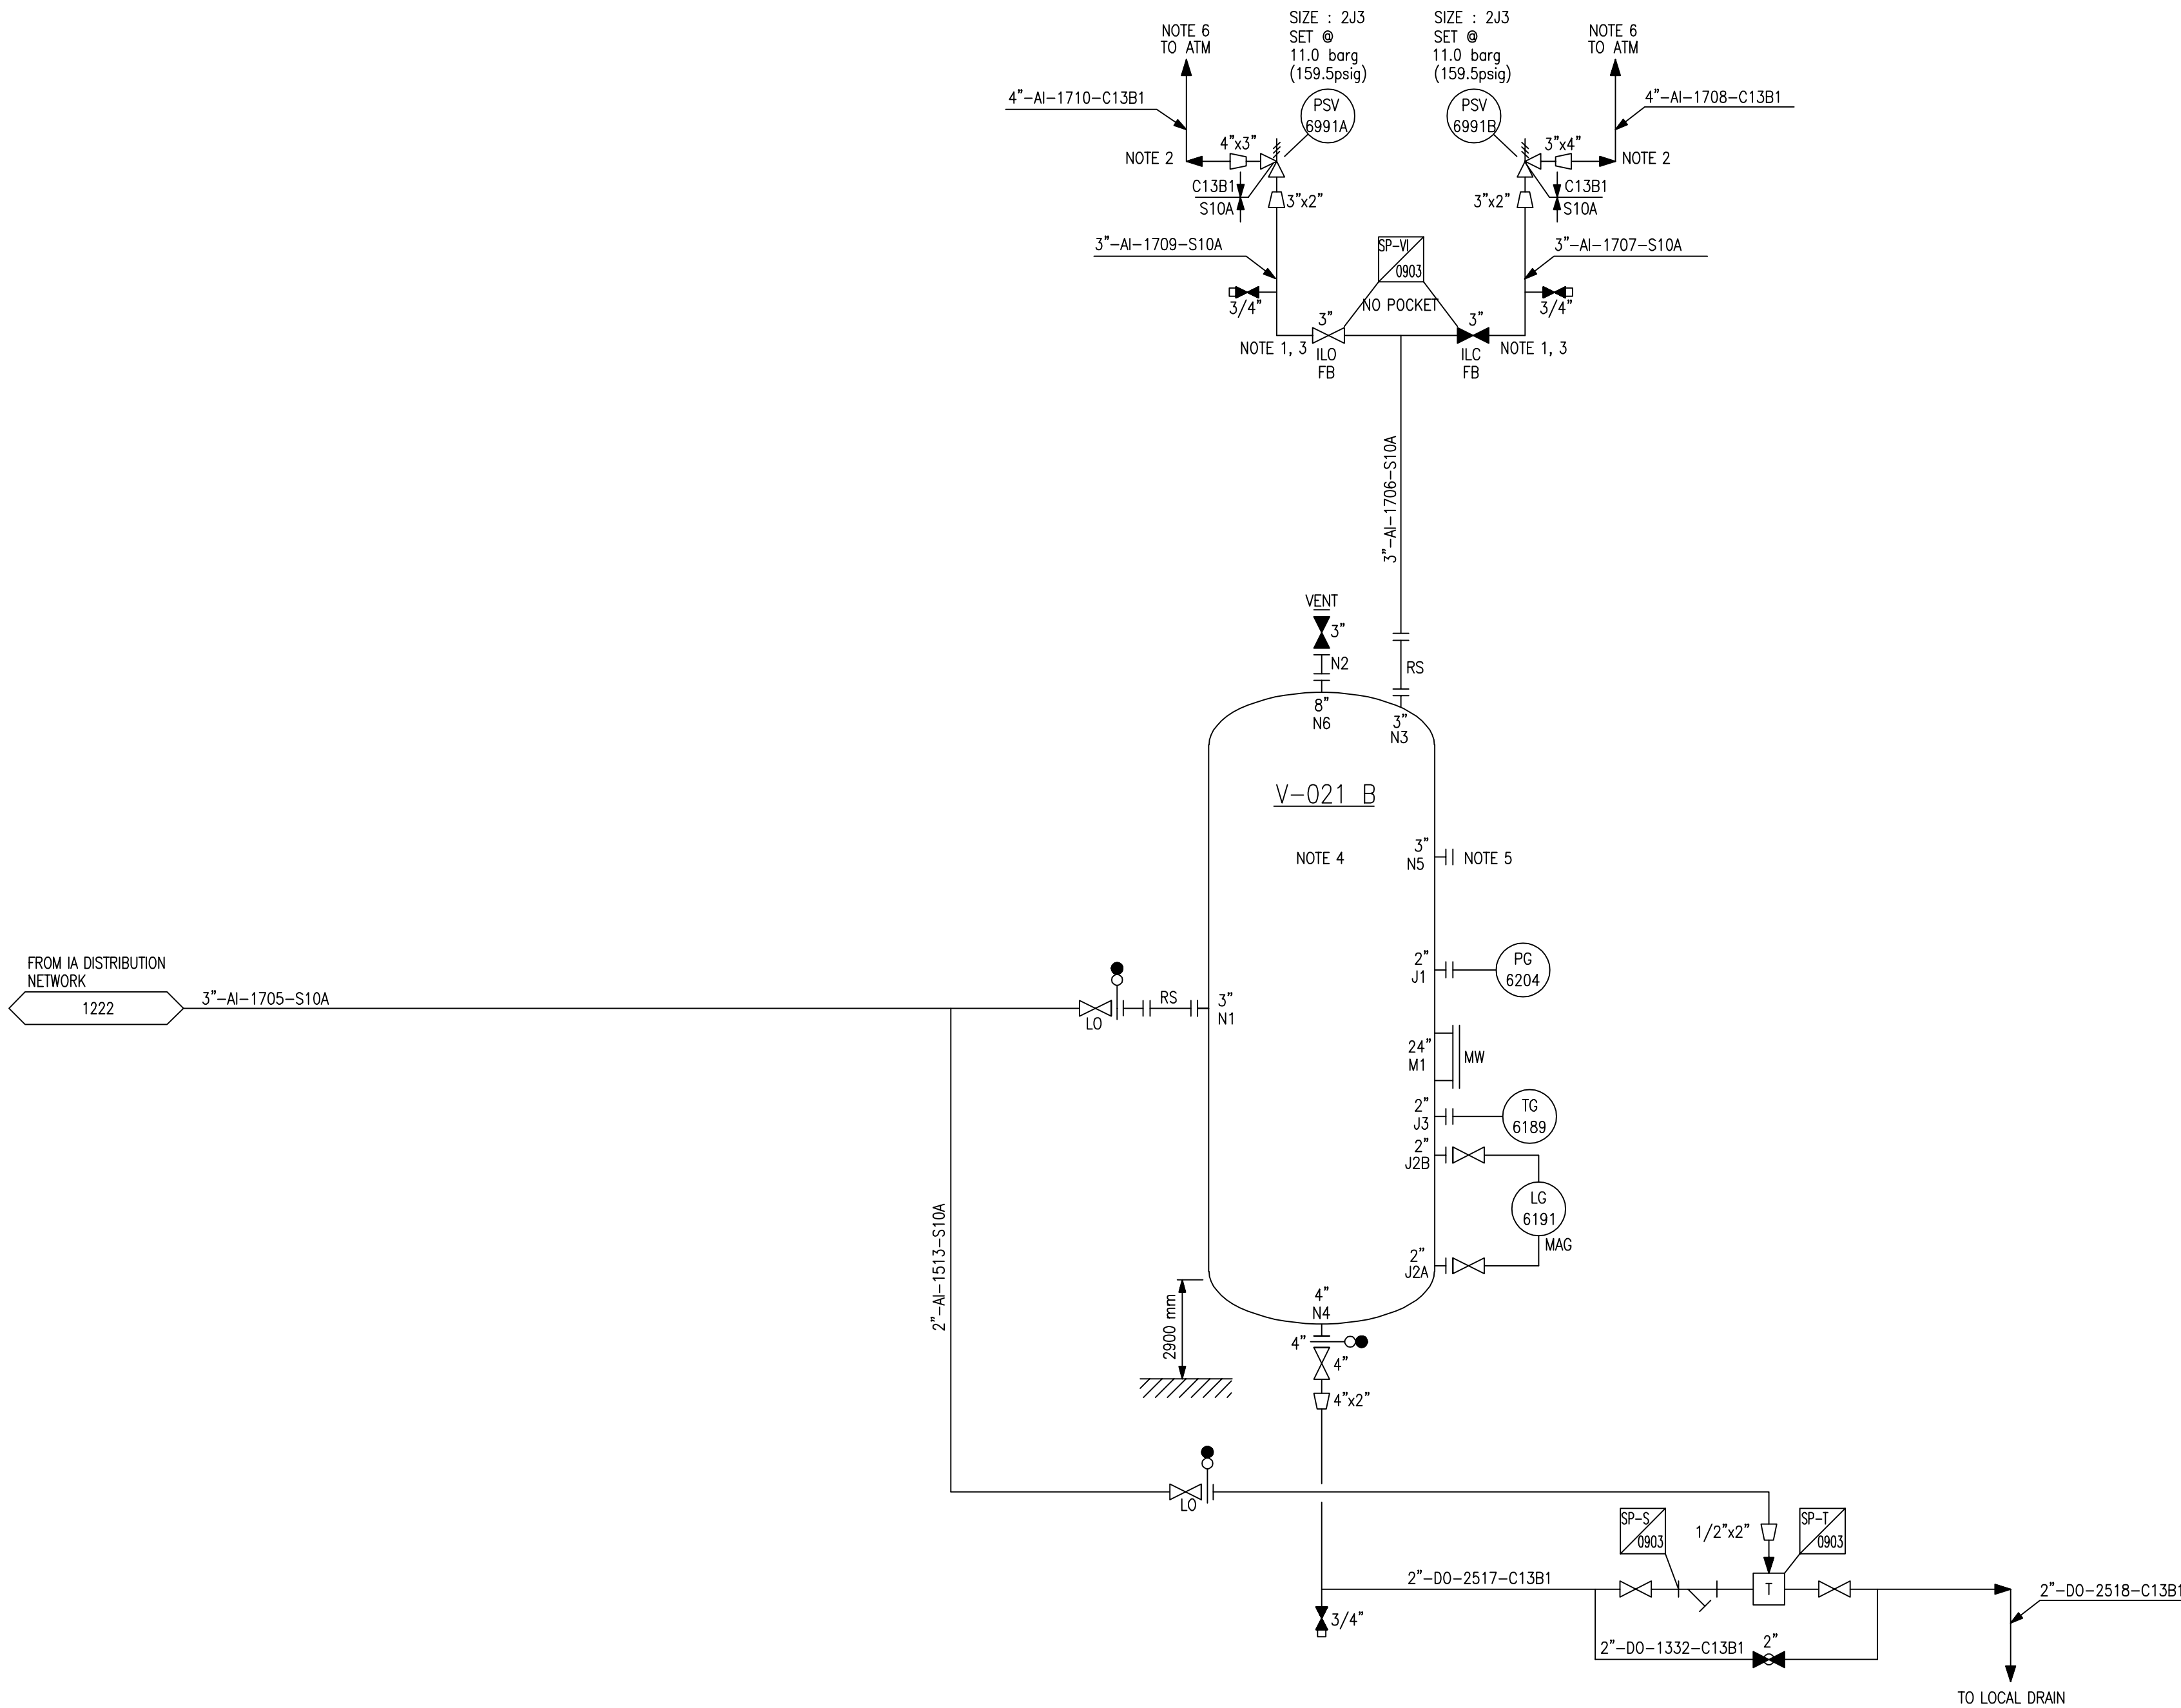 NOTE 6
TO ATM
SIZE : 2J3
SET @
11.0 barg
(159.5psig)
SIZE : 2J3
SET @
11.0 barg
(159.5psig)
NOTE 6
TO ATM
4"-AI-1710-C13B1
PSV
6991A
PSV
6991B
4"-AI-1708-C13B1
NOTE 2
4"x3"
3"x4"
NOTE 2
C13B1
S10A
3"x2"
3"x2"
C13B1
S10A
3"-AI-1709-S10A
SP-VI
0903
3"-AI-1707-S10A
3/4"
NO POCKET
3/4"
3"
3"
NOTE 1, 3
ILO
FB
ILC
FB
NOTE 1, 3
3"-AI-1706-S10A
VENT
3"
N2
RS
8"
N6
3"
N3
V-021 B
NOTE 4
3"
N5
NOTE 5
FROM IA DISTRIBUTION
NETWORK
1222
3"-AI-1705-S10A
LO
RS
3"
N1
2"
J1
PG
6204
24"
M1
MW
2"
J3
TG
6189
2"
J2B
LG
6191
MAG
2"
J2A
2"-AI-1513-S10A
2900 mm
4"
N4
4"
4"
4"x2"
LO
SP-S
0903
1/2"x2"
SP-T
0903
2"-DO-2517-C13B1
T
2"-DO-2518-C13B1
3/4"
2"-DO-1332-C13B1
2"
TO LOCAL DRAIN